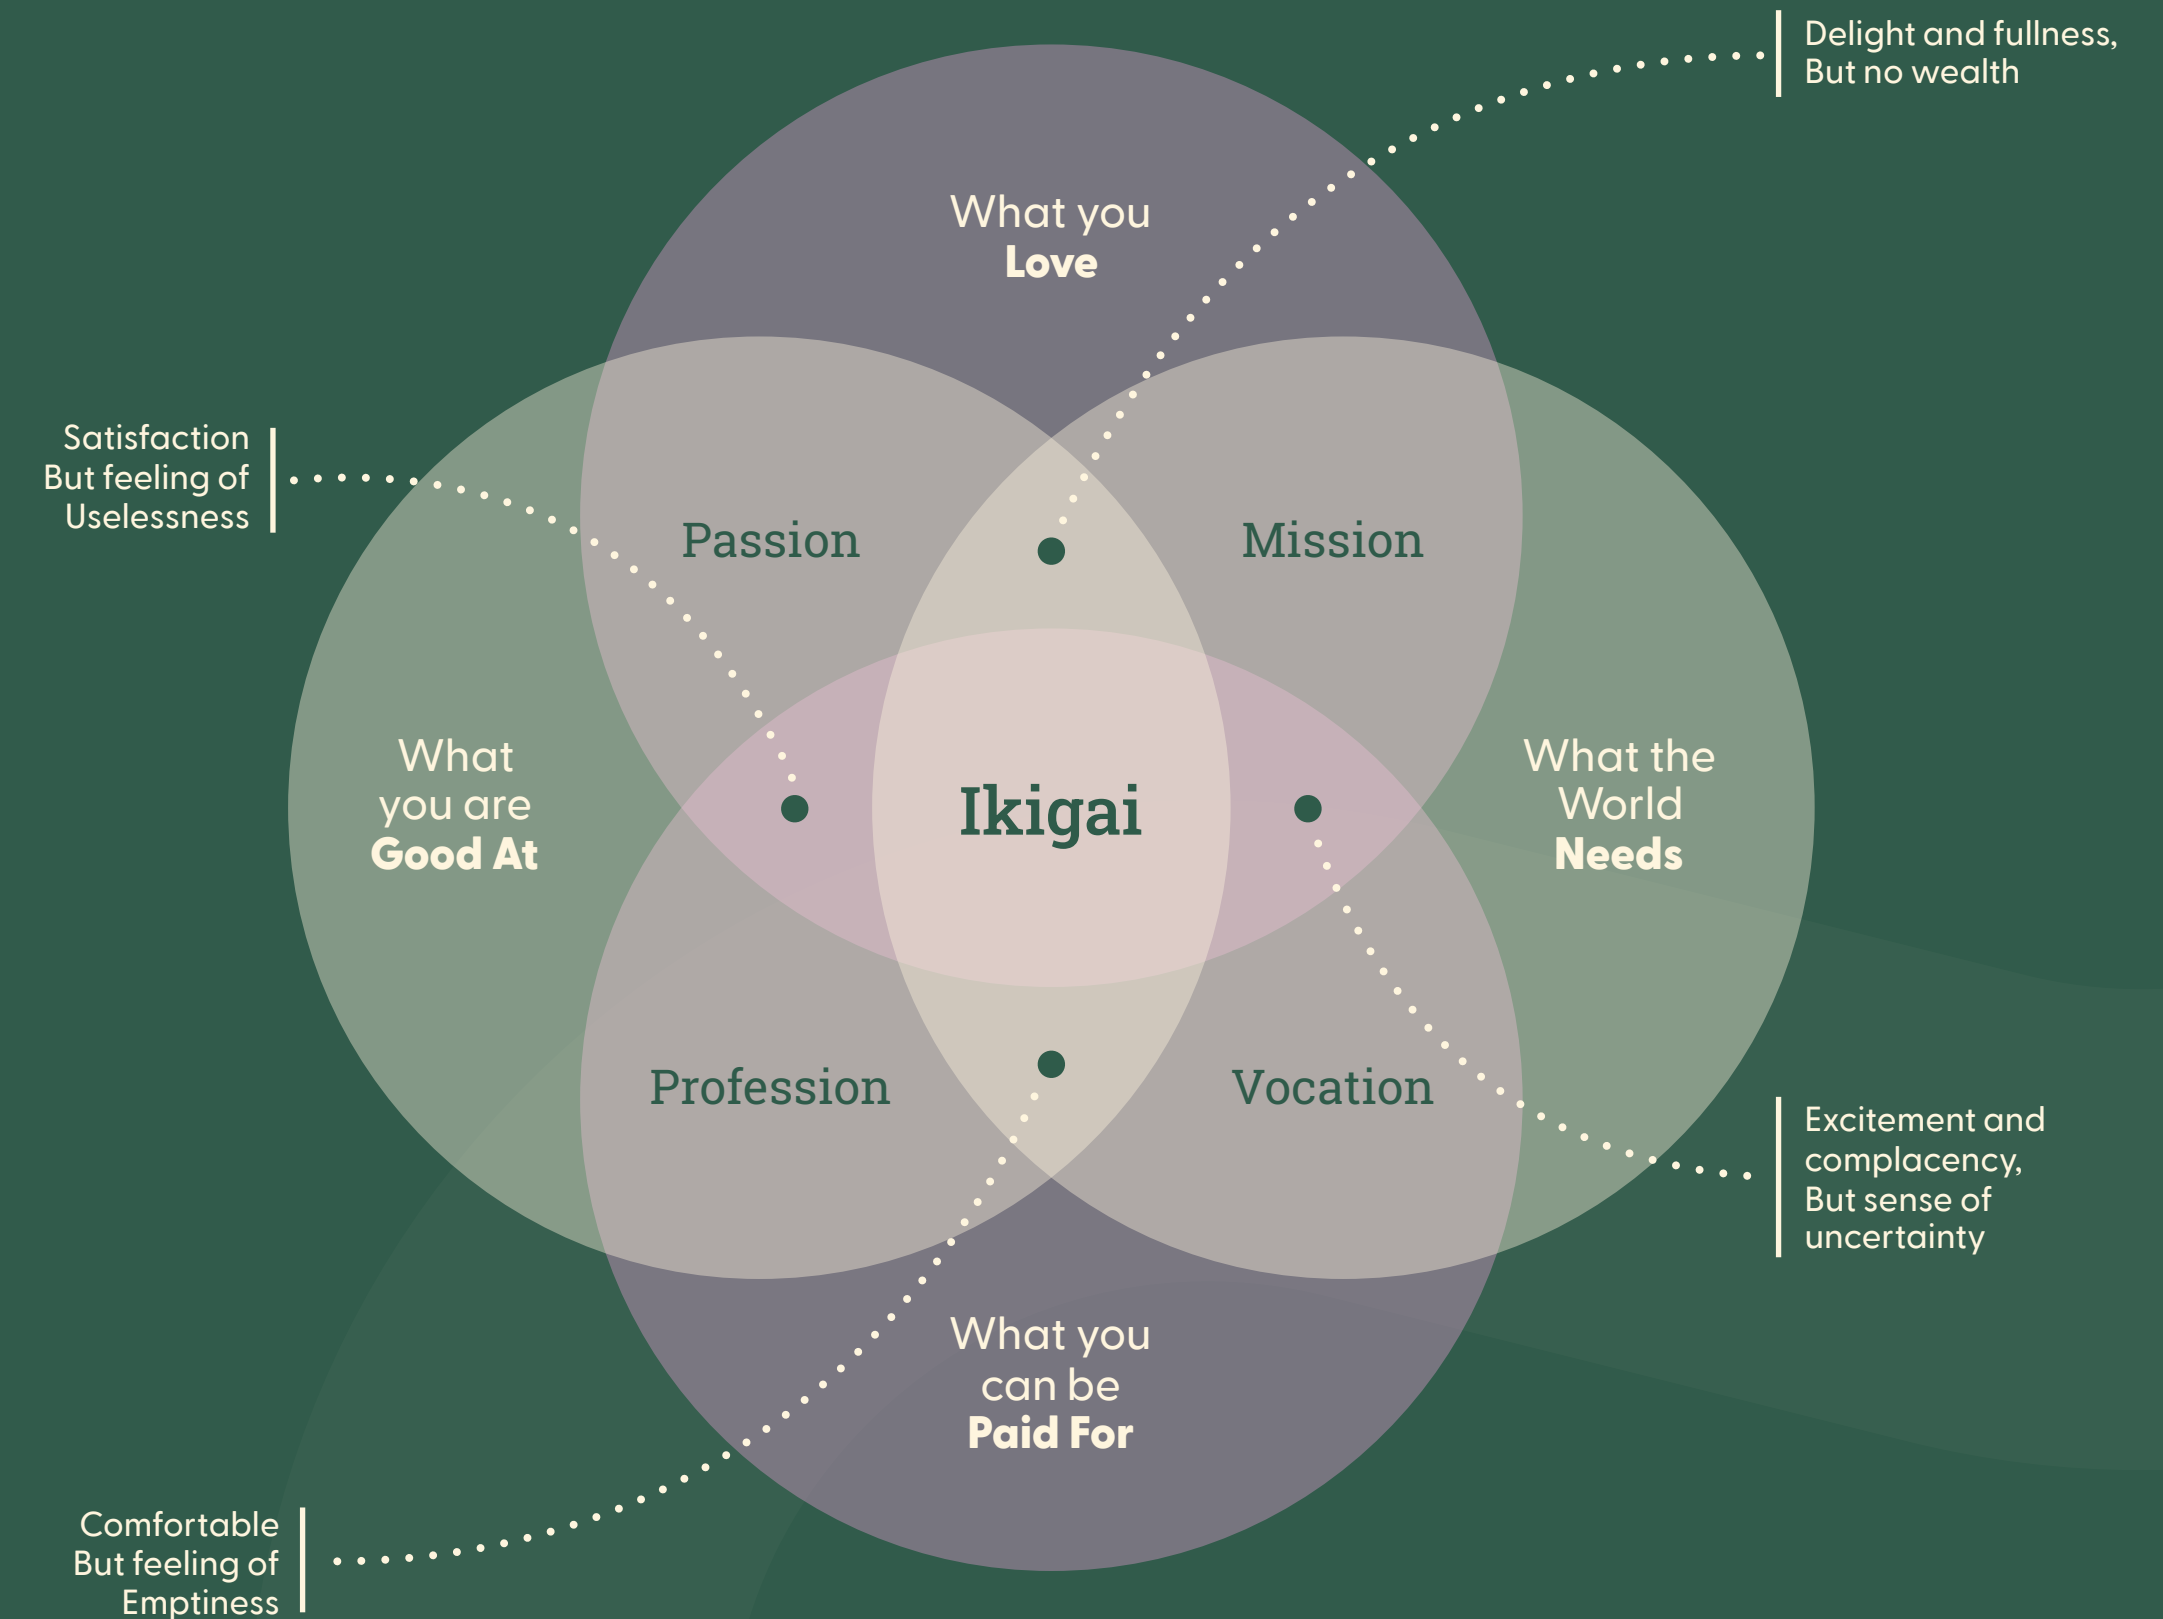 Delight and fullness,
But no wealth
What you
Love
Satisfaction
But feeling of
Uselessness
Passion
Mission
What
you are
Good At
Ikigai
What the
World
Needs
Profession
Vocation
Excitement and
complacency,
But sense of
uncertainty
What you
can be
Paid For
Comfortable
But feeling of
Emptiness